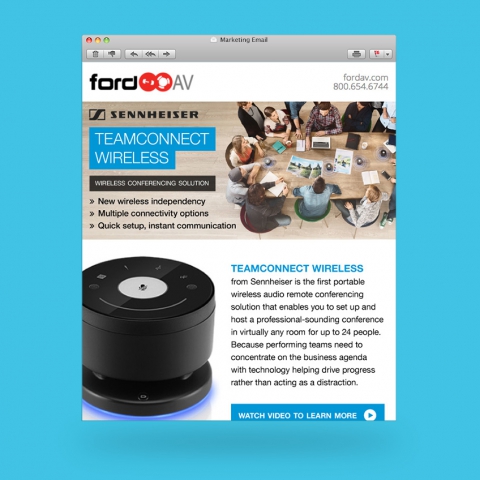 Marketing Email
ford AV
fordav.com
800.654.6744
SENNHEISER
TEAMCONNECT
WIRELESS
WIRELESS CONFERENCING SOLUTION
» New wireless independency
» Multiple connectivity options
» Quick setup, instant communication
TEAMCONNECT WIRELESS
from Sennheiser is the first portable
wireless audio remote conferencing
solution that enables you to set up and
host a professional-sounding conference
in virtually any room for up to 24 people.
Because performing teams need to
concentrate on the business agenda
with technology helping drive progress
rather than acting as a distraction.
WATCH VIDEO TO LEARN MORE